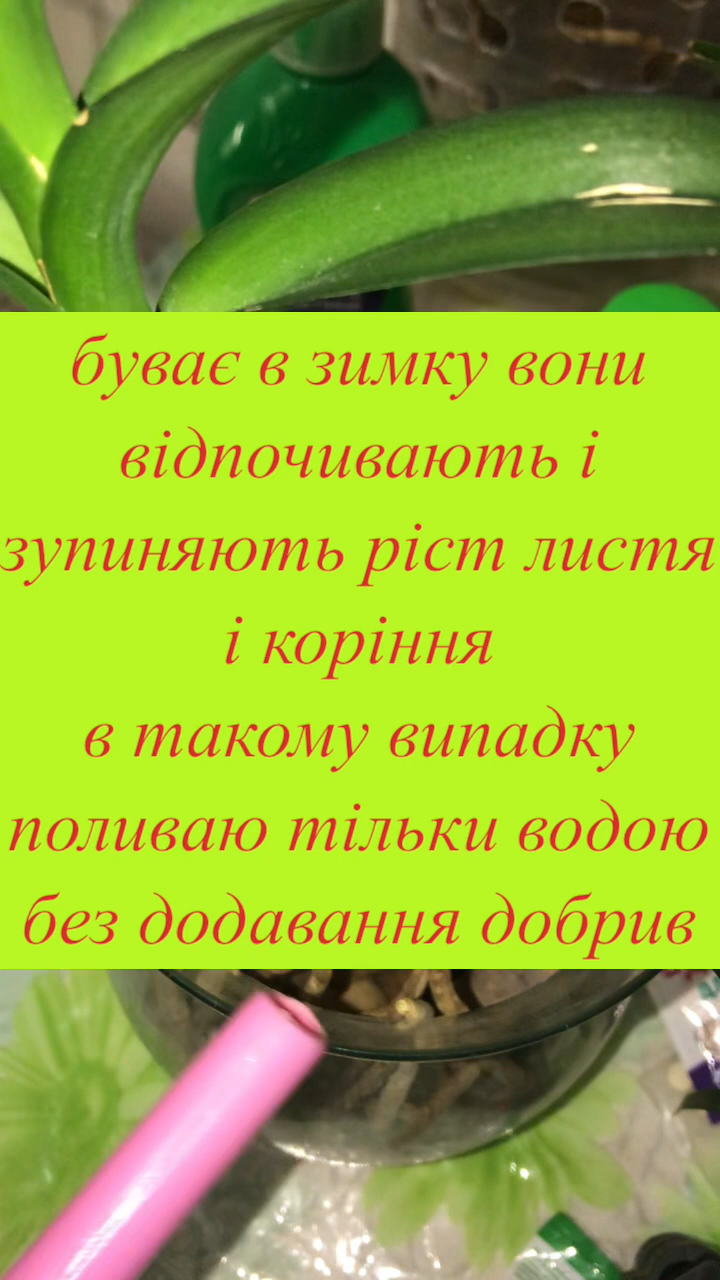 буває в зимку вони
відпочивають і
зупиняють ріст листя
і коріння
в такому випадку
поливаю тільки водою
без додавання добрив